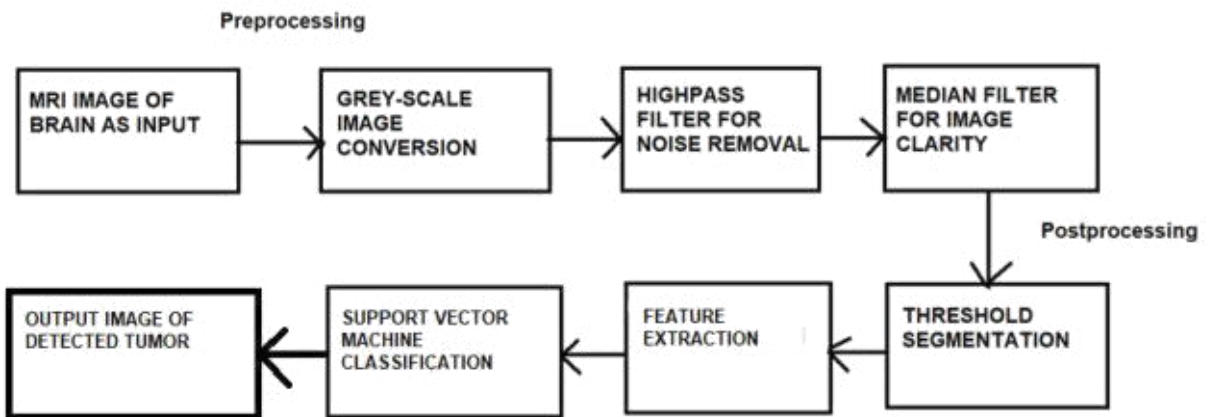 Preprocessing
MRI IMAGE OF
BRAIN AS INPUT
GREY-SCALE
IMAGE
CONVERSION
HIGHPASS
FILTER FOR
NOISE REMOVAL
MEDIAN FILTER
FOR IMAGE
CLARITY
Postprocessing
THRESHOLD
SEGMENTATION
FEATURE
EXTRACTION
SUPPORT VECTOR
MACHINE
CLASSIFICATION
OUTPUT IMAGE OF
DETECTED TUMOR